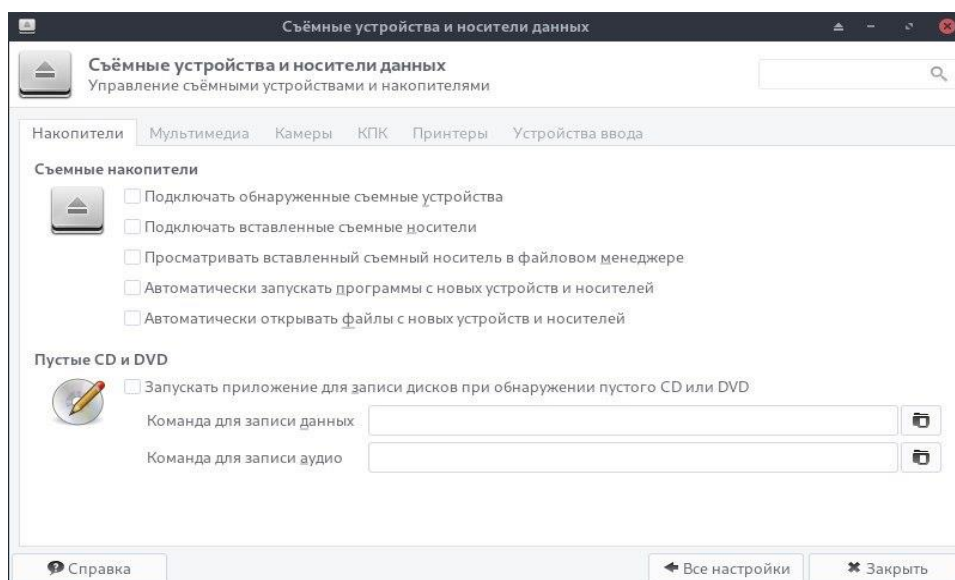 Съёмные устройства и носители данных
Съёмные устройства и носители данных
Управление съёмными устройствами и накопителями
Накопители Мультимедиа Камеры КПК Принтеры Устройства ввода
Съемные накопители
Подключать обнаруженные съемные устройства
Подключать вставленные съемные носители
Просматривать вставленный съемный носитель в файловом менеджере
Автоматически запускать программы с новых устройств и носителей
Автоматически открывать файлы с новых устройств и носителей
Пустые CD и DVD
Запускать приложение для записи дисков при обнаружении пустого CD или DVD
Команда для записи данных
Команда для записи аудио
Справка Все настройки Закрыть